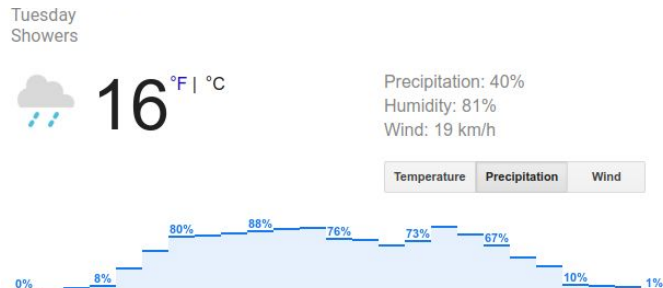 Tuesday
Showers
16 °F | °C
Precipitation: 40%
Humidity: 81%
Wind: 19 km/h
Temperature Precipitation Wind
0% 8% 80% 88% 76% 73% 67% 10% 1%